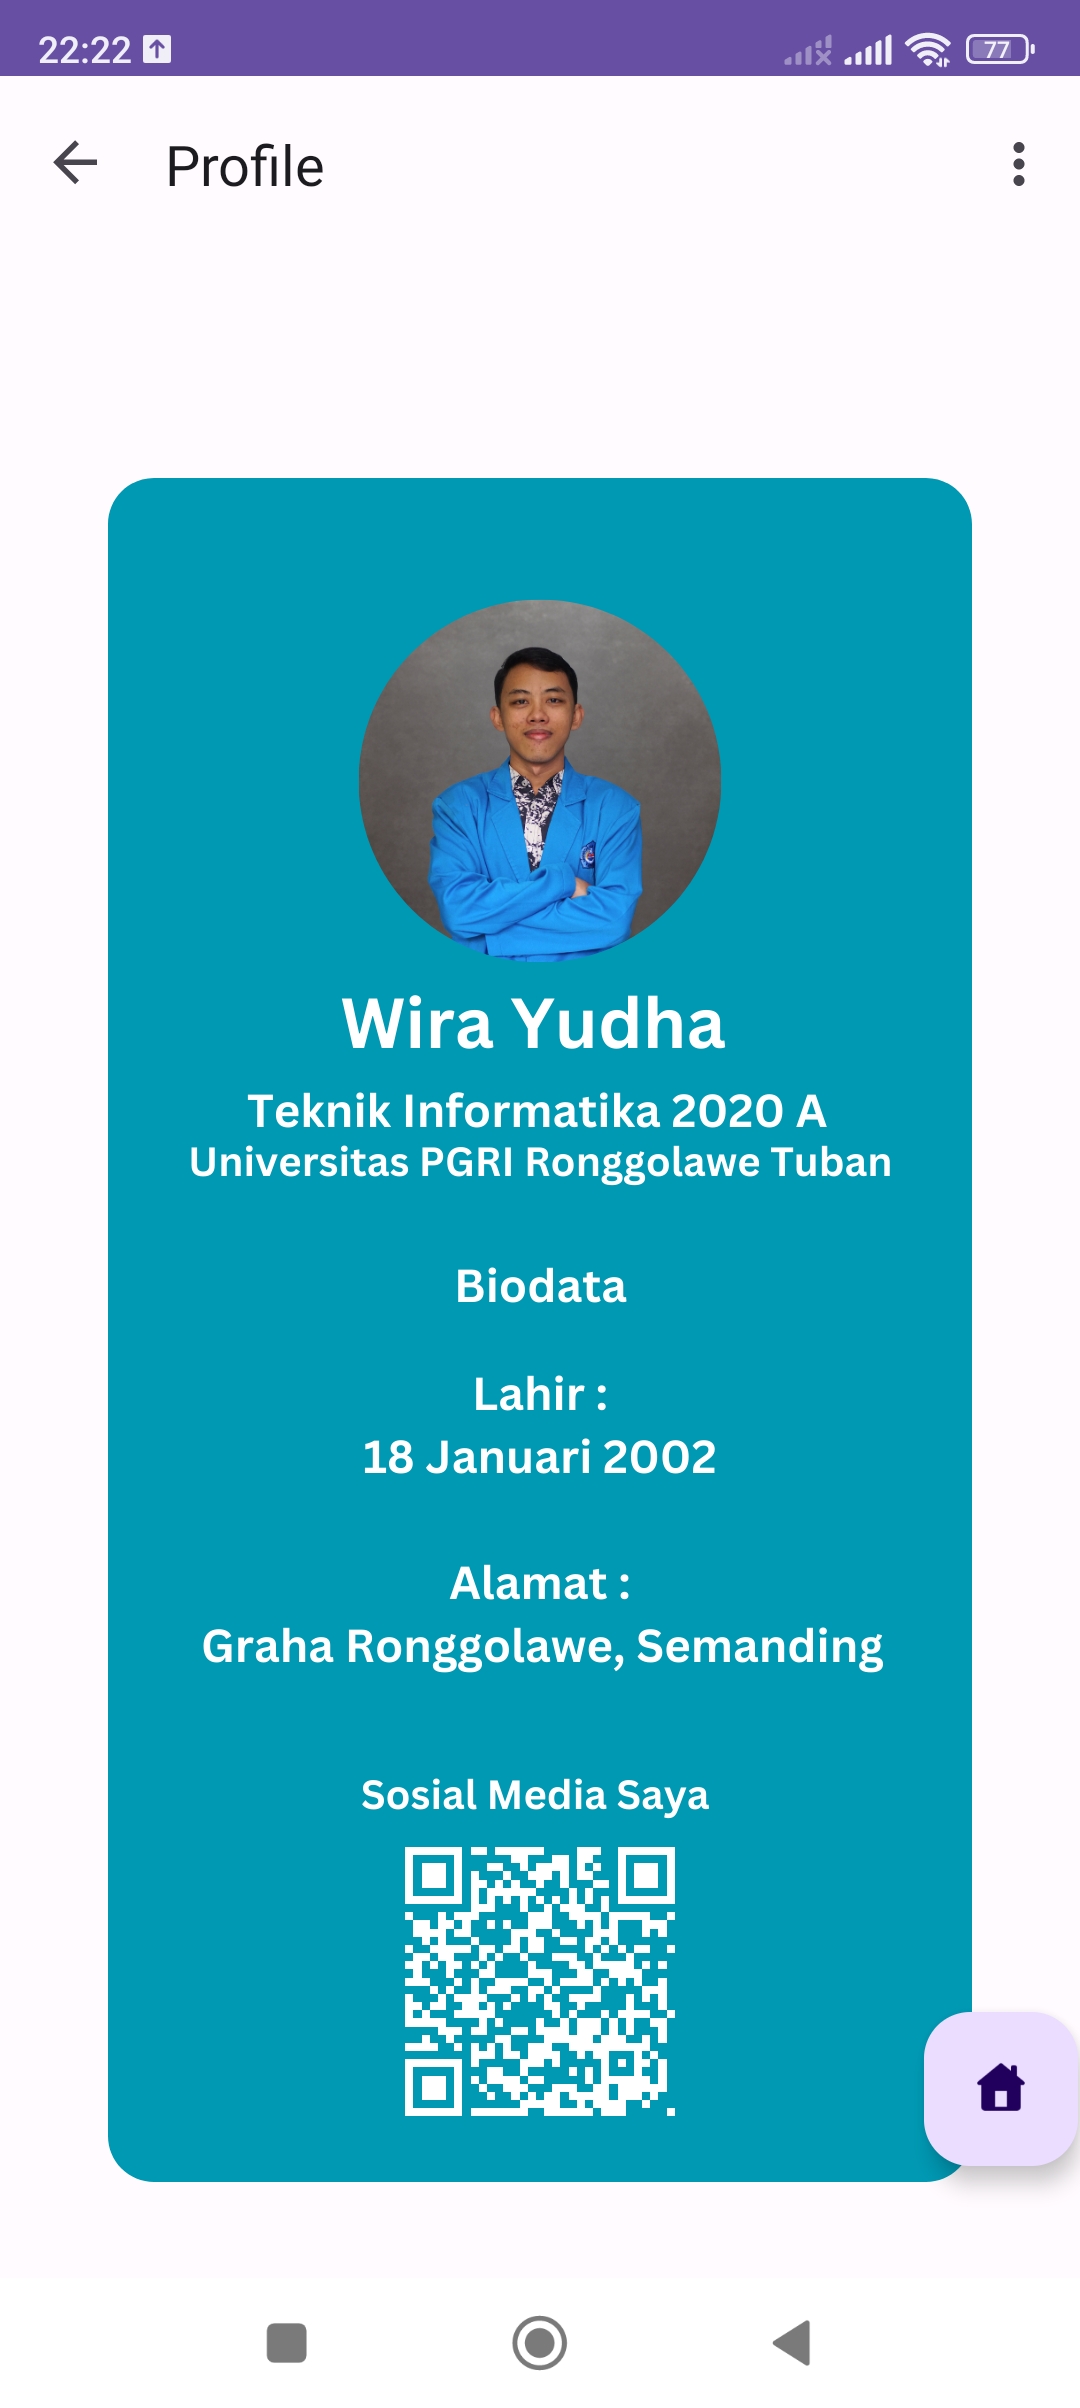 22:22
77
Profile
Wira Yudha
Teknik Informatika 2020 A
Universitas PGRI Ronggolawe Tuban
Biodata
Lahir :
18 Januari 2002
Alamat :
Graha Ronggolawe, Semanding
Sosial Media Saya